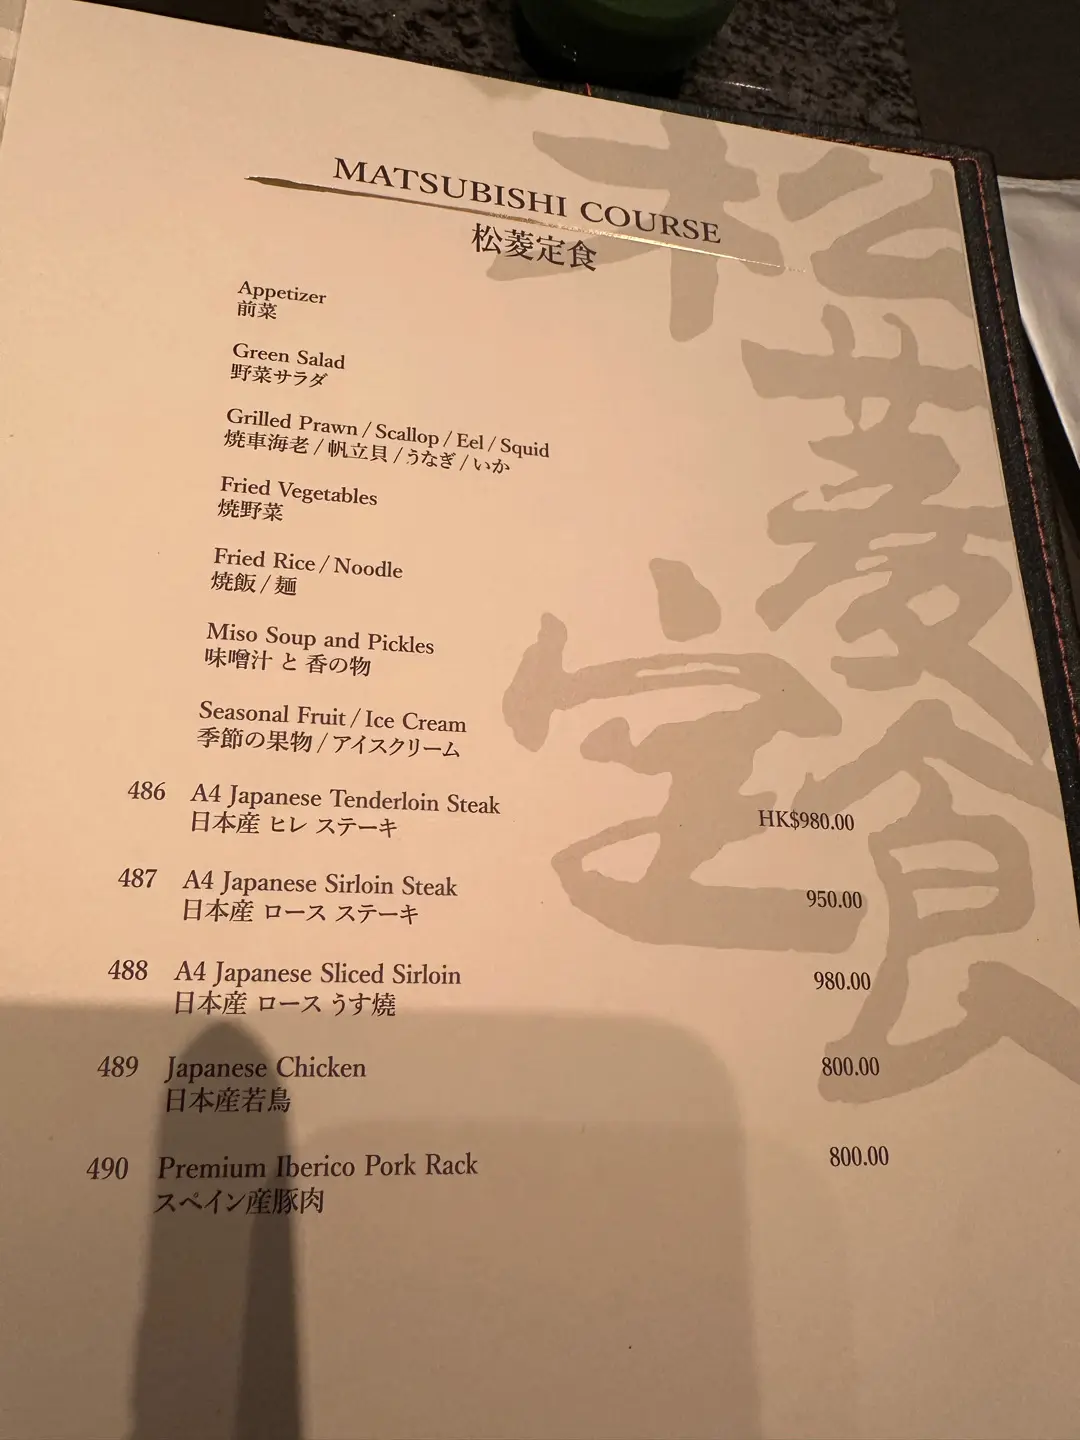 MATSUBISHI COURSE
松菱定食
Appetizer
前菜
Green Salad
野菜サラダ
Grilled Prawn / Scallop / Eel / Squid
焼車海老 / 帆立貝 / うなぎ / いか
Fried Vegetables
焼野菜
Fried Rice / Noodle
焼飯 / 麺
Miso Soup and Pickles
味噌汁 と 香の物
Seasonal Fruit / Ice Cream
季節の果物 / アイスクリーム
486 A4 Japanese Tenderloin Steak HK$980.00
日本産 ヒレ ステーキ
487 A4 Japanese Sirloin Steak 950.00
日本産 ロース ステーキ
488 A4 Japanese Sliced Sirloin 980.00
日本産 ロース うす燒
489 Japanese Chicken 800.00
日本産若鳥
490 Premium Iberico Pork Rack 800.00
スペイン産豚肉
松菱定食